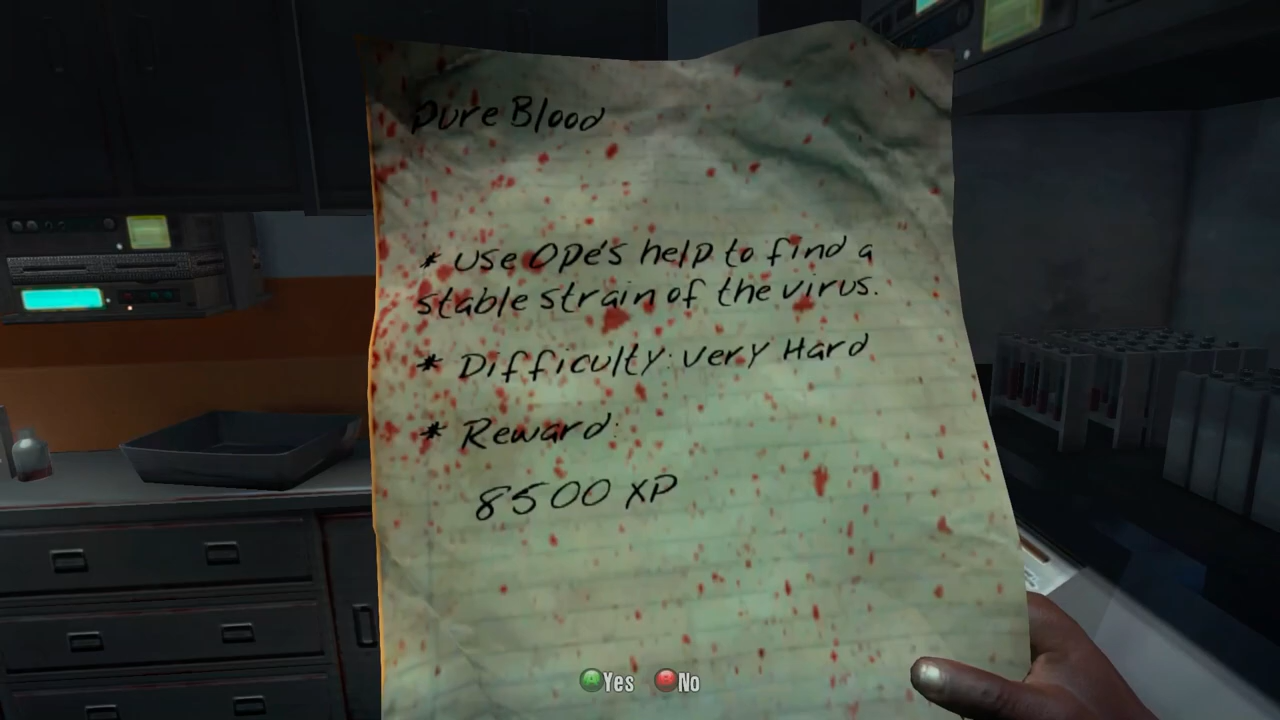 Pure Blood
* Use Ope's help to find a
stable strain of the virus.
* Difficulty: Very Hard
* Reward:
8500 XP
A Yes B No